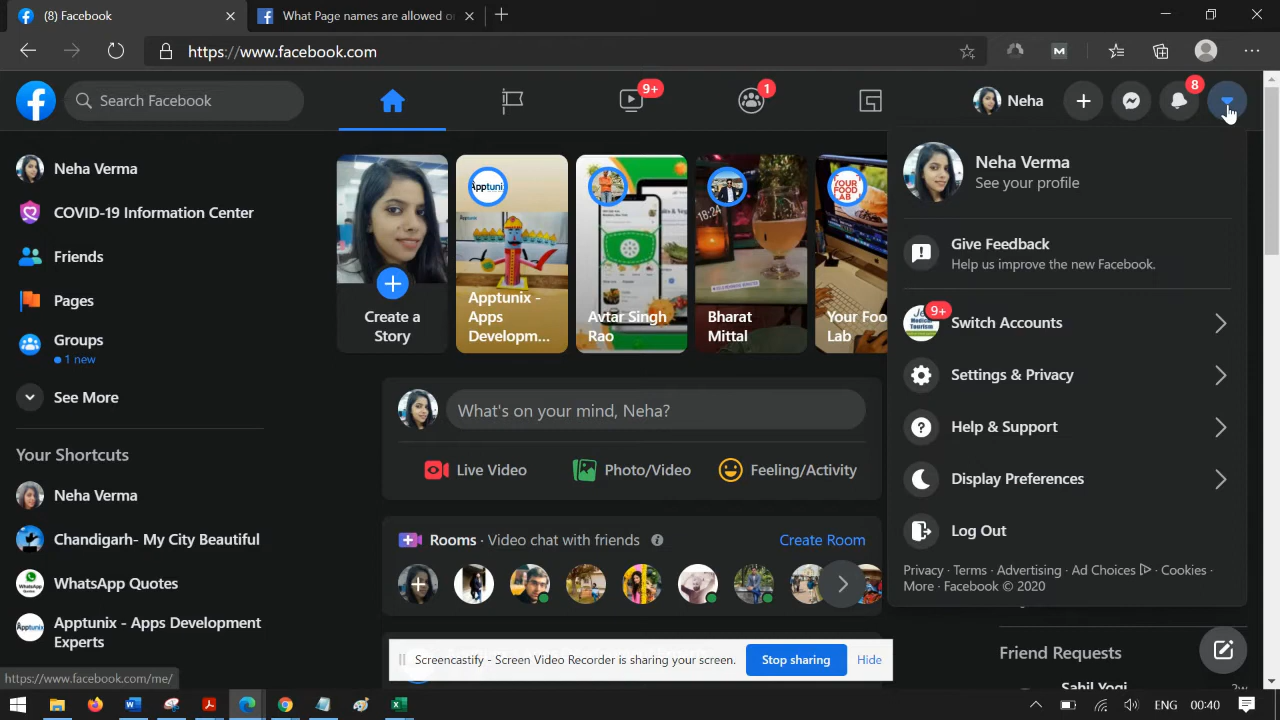 (8) Facebook
What Page names are allowed o
https://www.facebook.com
M
Search Facebook
9+
1
Neha
8
Neha Verma
COVID-19 Information Center
Friends
Pages
Groups
1 new
See More
Your Shortcuts
Neha Verma
Chandigarh- My City Beautiful
WhatsApp Quotes
Apptunix - Apps Development
Experts
https://www.facebook.com/me/
Create a
Story
Apptunix -
Apps
Developm...
Avtar Singh
Rao
18:24
Bharat
Mittal
YOUR
FOOD
LAB
Your Foo
Lab
What's on your mind, Neha?
Live Video
Photo/Video
Feeling/Activity
Rooms · Video chat with friends
Create Room
Neha Verma
See your profile
Give Feedback
Help us improve the new Facebook.
9+
Switch Accounts
Settings & Privacy
Help & Support
Display Preferences
Log Out
Privacy · Terms · Advertising · Ad Choices · Cookies ·
More · Facebook © 2020
Friend Requests
Sahil Yogi
2w
Screencastify - Screen Video Recorder is sharing your screen.
Stop sharing
Hide
ENG
00:40